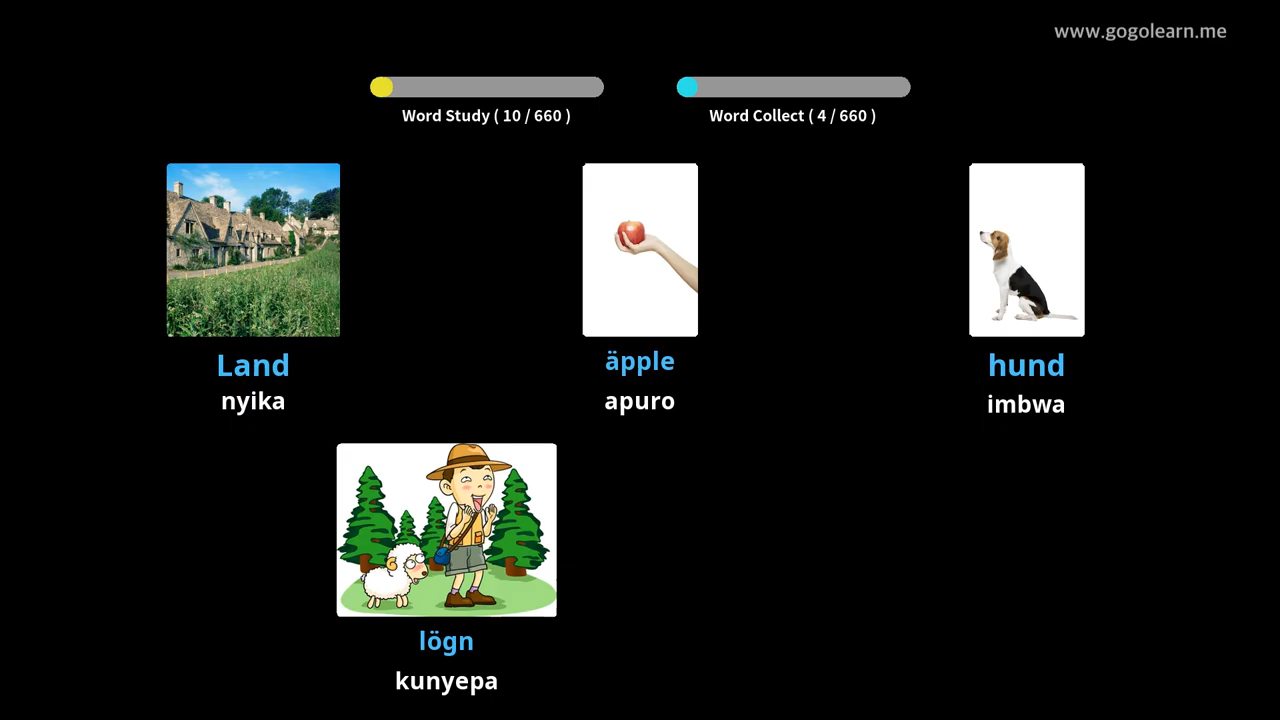 www.gogolearn.me
Word Study ( 10 / 660 )
Word Collect ( 4 / 660 )
Land
nyika
äpple
apuro
hund
imbwa
lögn
kunyepa